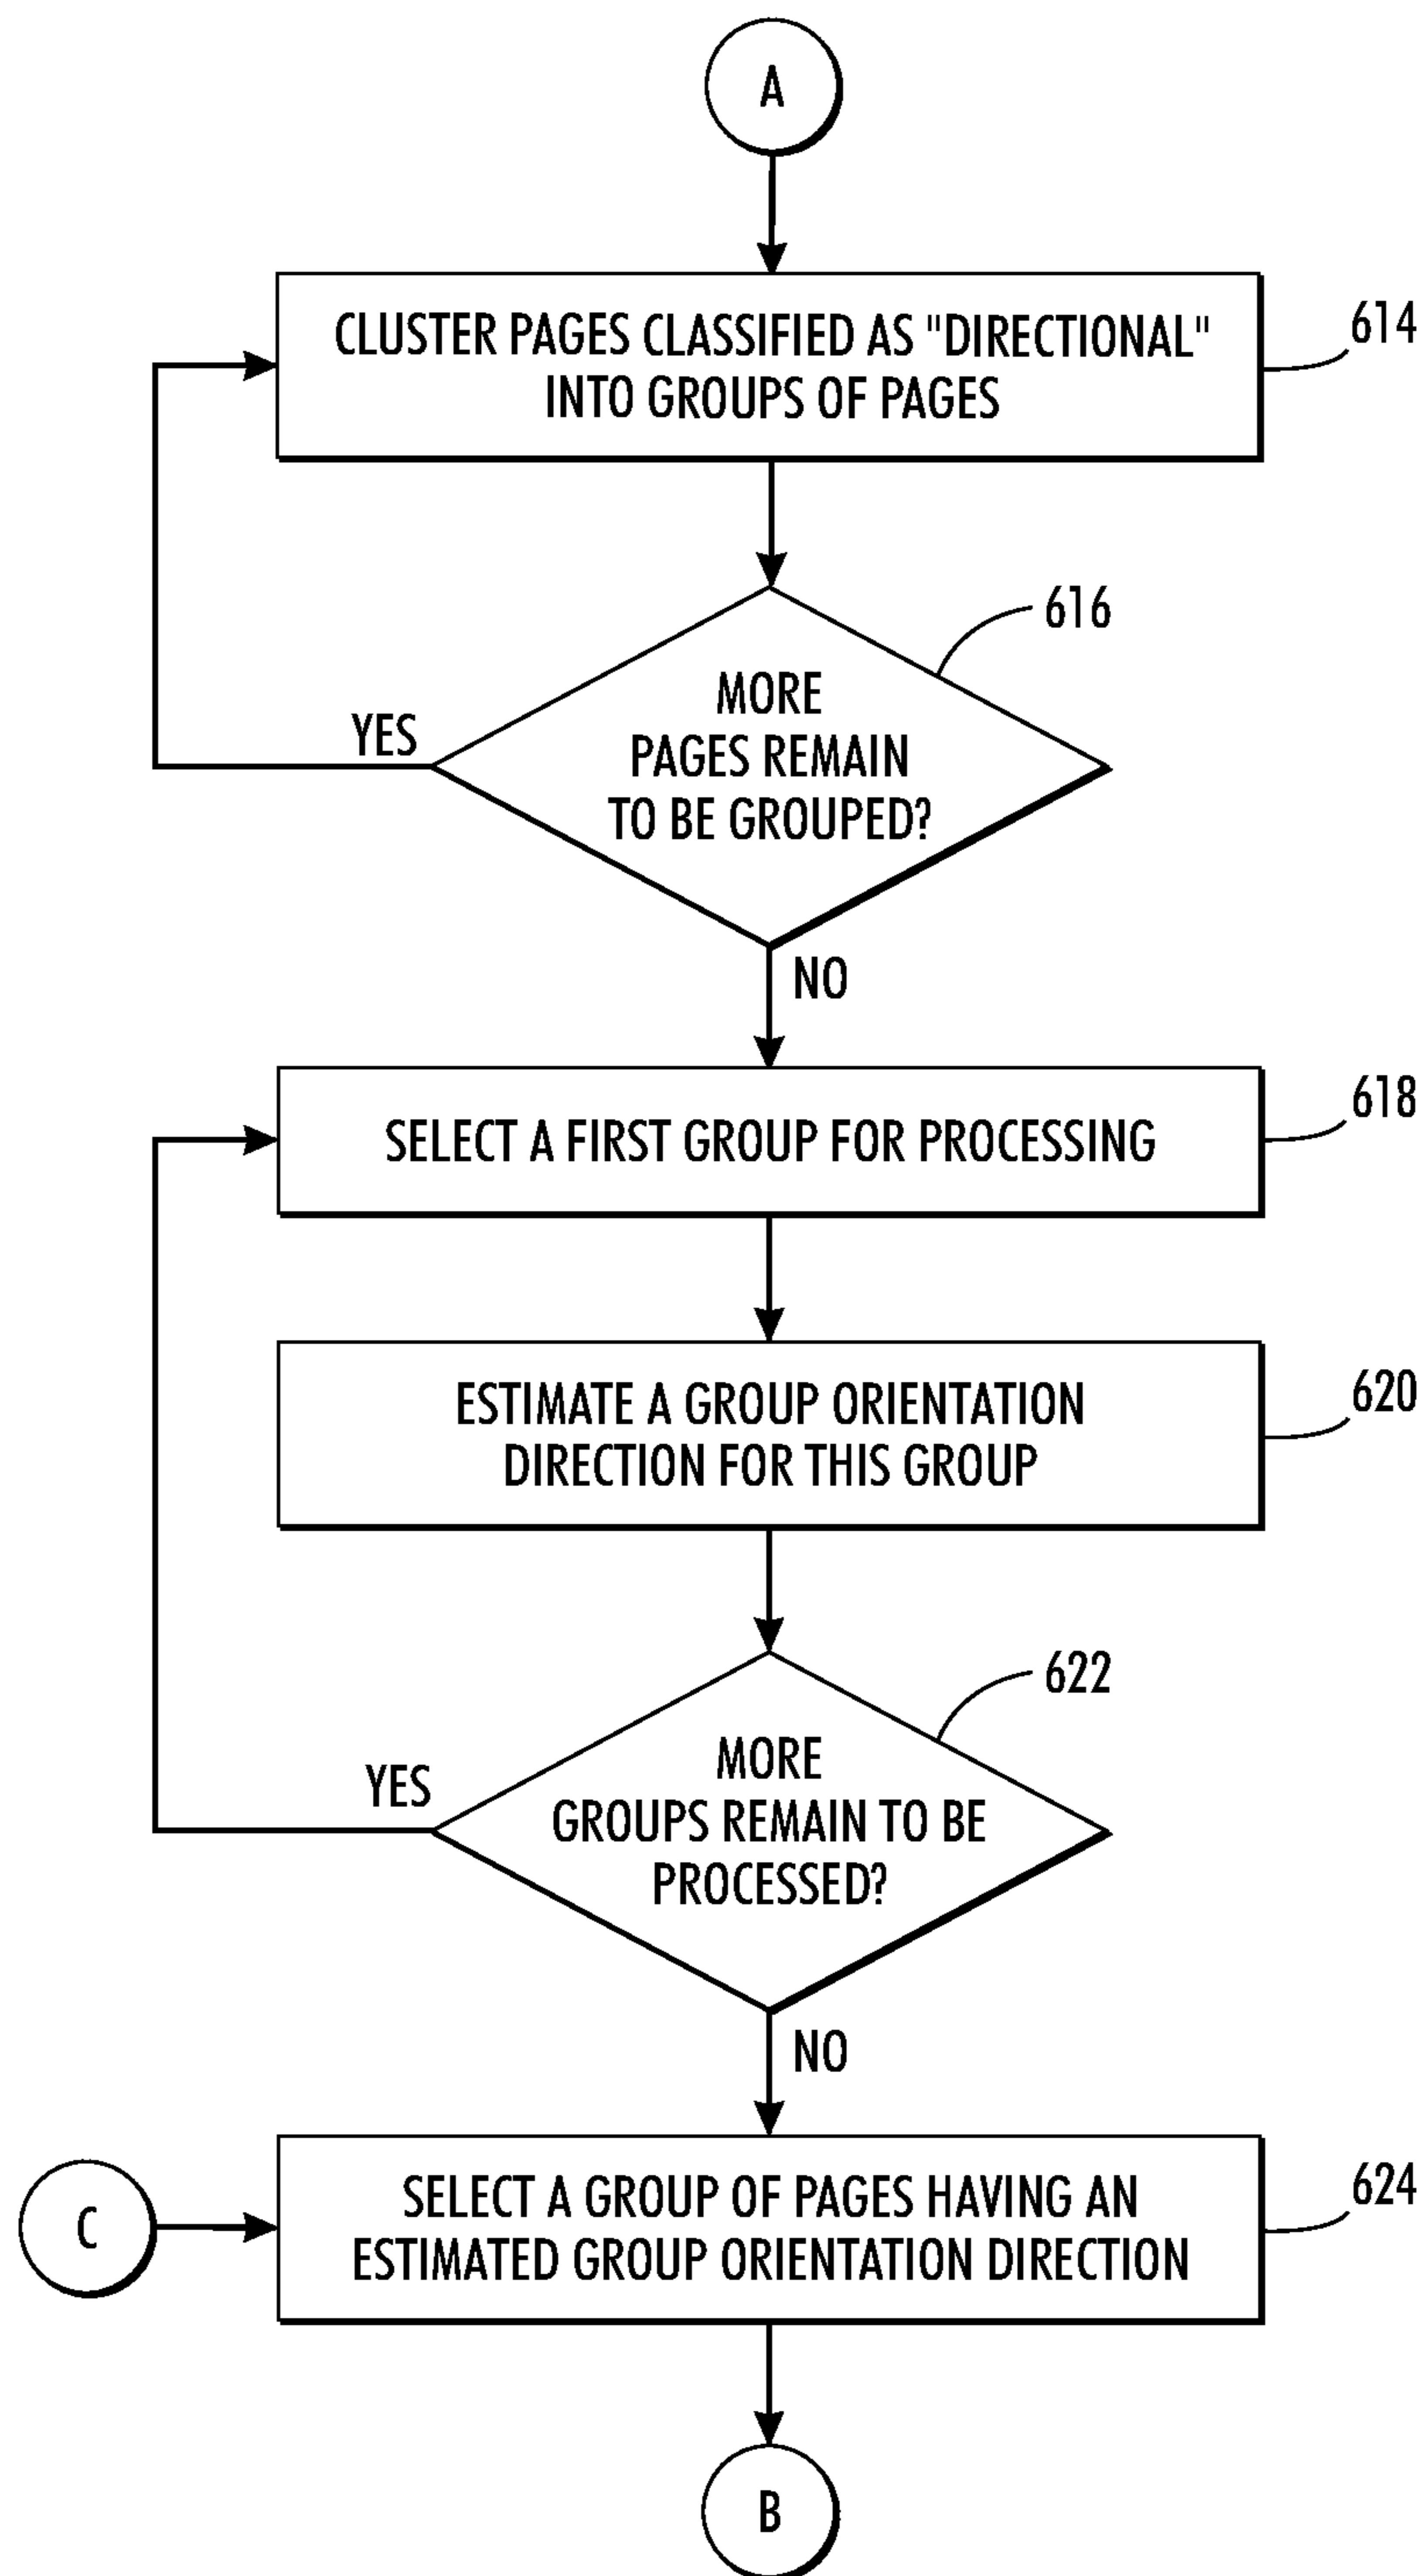 A
CLUSTER PAGES CLASSIFIED AS "DIRECTIONAL"
INTO GROUPS OF PAGES
614
616
MORE
PAGES REMAIN
TO BE GROUPED?
YES
NO
SELECT A FIRST GROUP FOR PROCESSING
618
ESTIMATE A GROUP ORIENTATION
DIRECTION FOR THIS GROUP
620
622
MORE
GROUPS REMAIN TO BE
PROCESSED?
YES
NO
C
SELECT A GROUP OF PAGES HAVING AN
ESTIMATED GROUP ORIENTATION DIRECTION
624
B